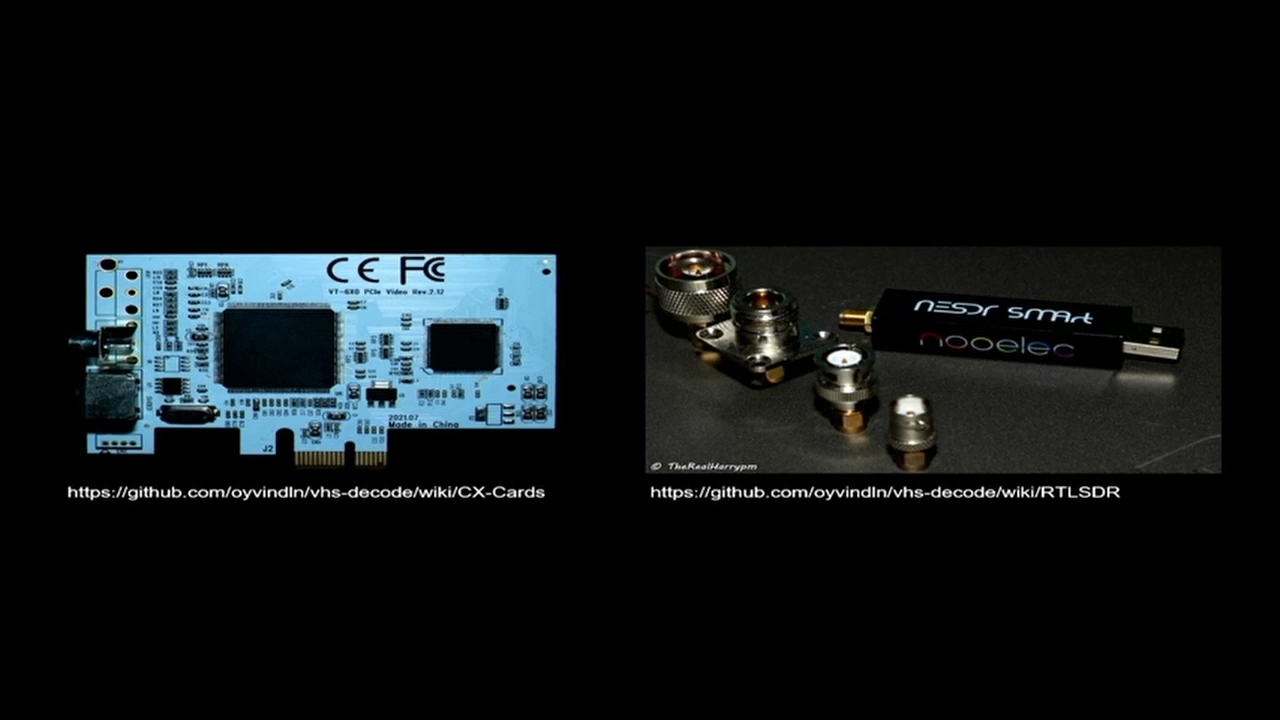 CE FC
VT-6X0 PCIe Video Rev.2.12
2021.07
Made in China
J2
https://github.com/oyvindln/vhs-decode/wiki/CX-Cards
NESDR SMArt
nooelec
© TheRealHarrypm
https://github.com/oyvindln/vhs-decode/wiki/RTLSDR